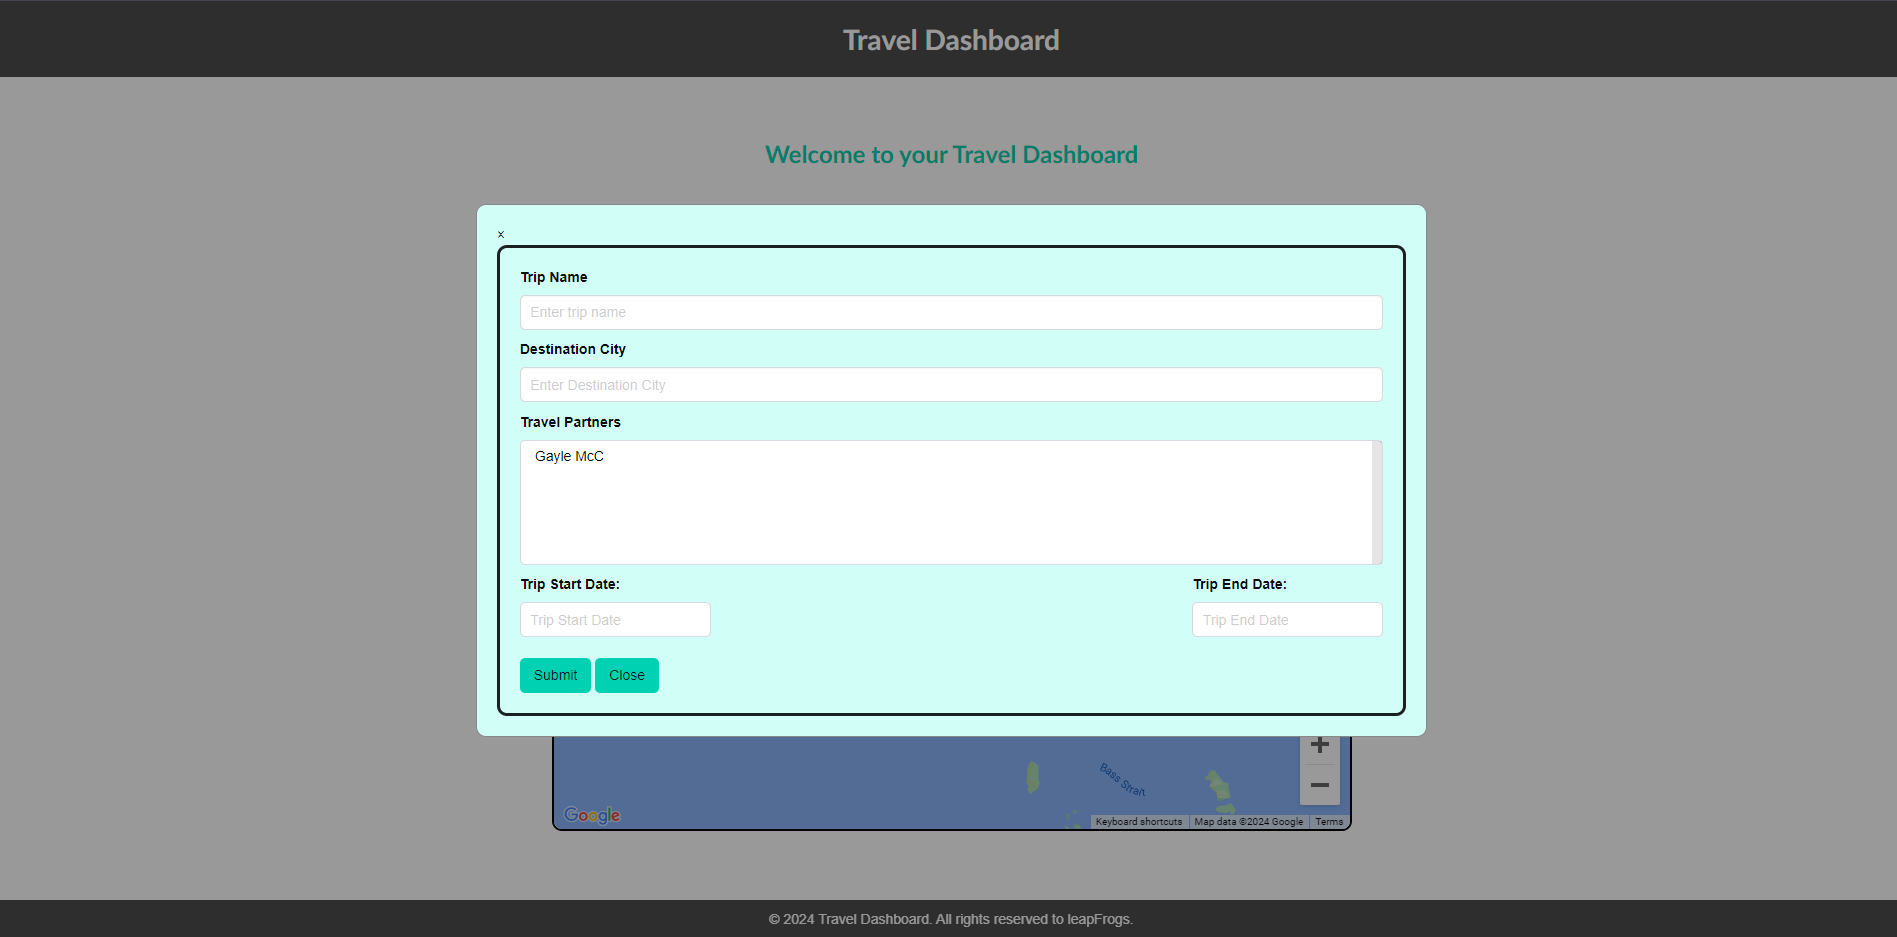 Travel Dashboard
Welcome to your Travel Dashboard
×
Trip Name
Enter trip name
Destination City
Enter Destination City
Travel Partners
Gayle McC
Trip Start Date:
Trip End Date:
Trip Start Date
Trip End Date
Submit
Close
+
Bass Strait
−
Google
Keyboard shortcuts
Map data ©2024 Google
Terms
© 2024 Travel Dashboard. All rights reserved to leapFrogs.